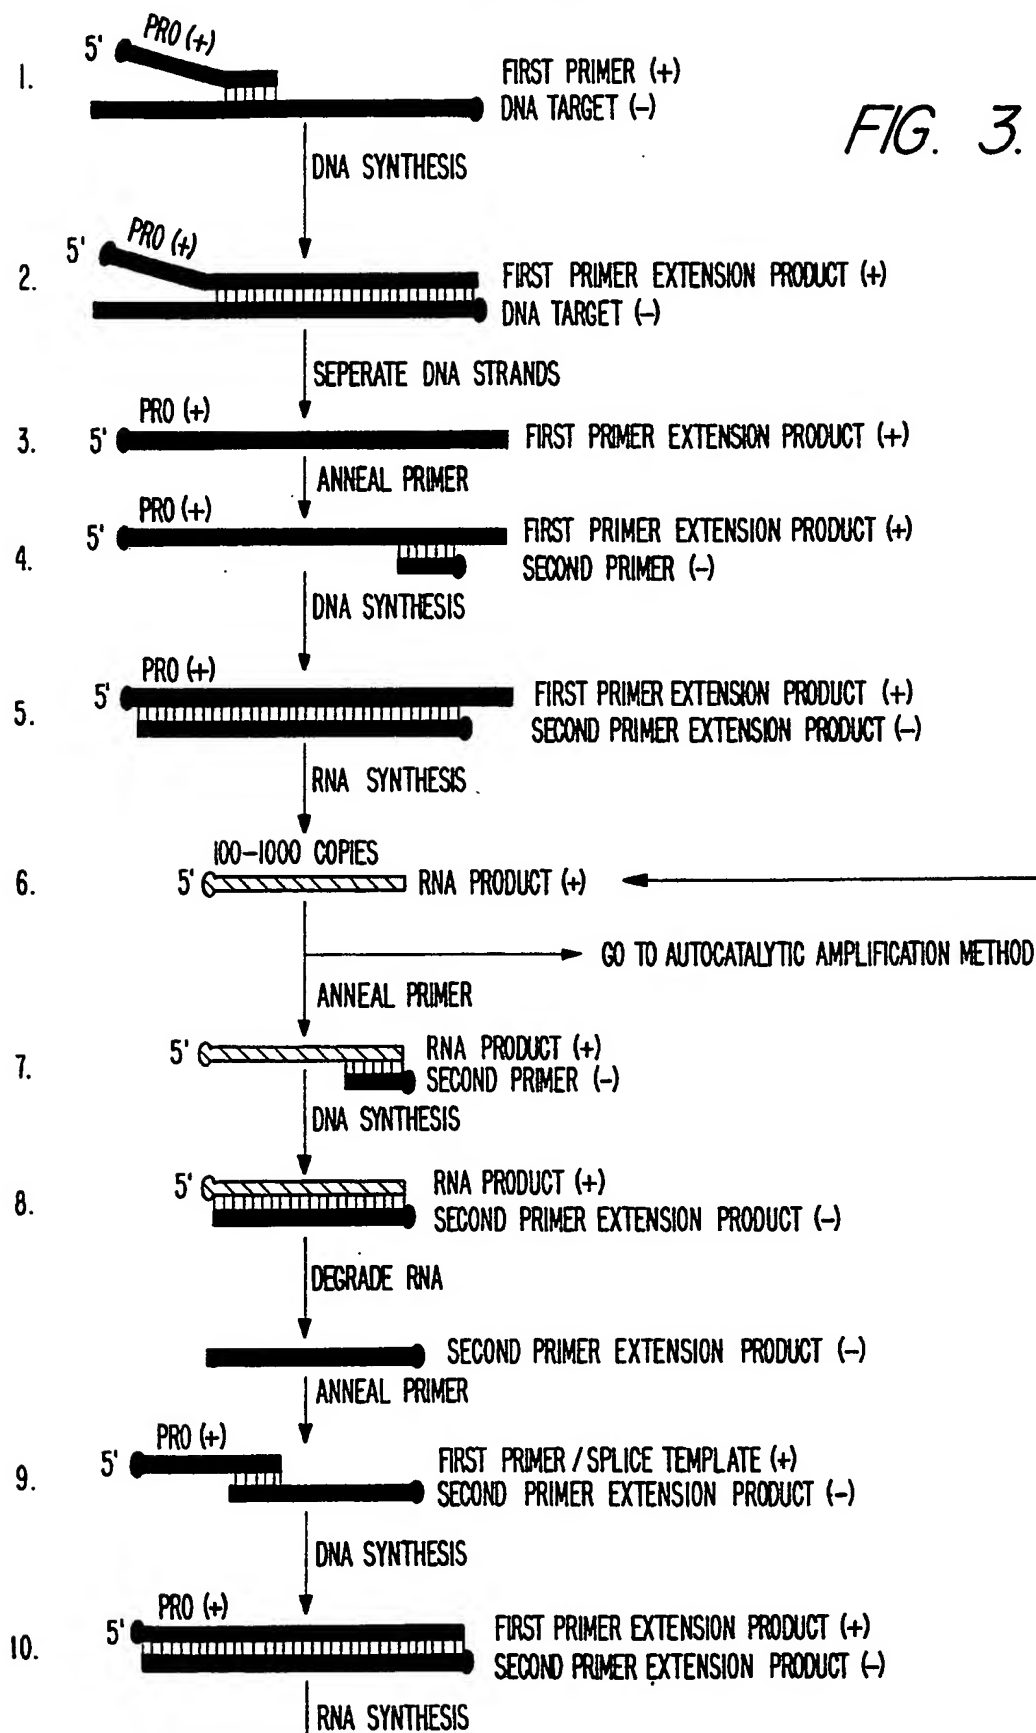 FIG. 3.
1.
5'
PRO (+)
FIRST PRIMER (+)
DNA TARGET (-)
DNA SYNTHESIS
2.
5'
PRO (+)
FIRST PRIMER EXTENSION PRODUCT (+)
DNA TARGET (-)
SEPERATE DNA STRANDS
3.
PRO (+)
5'
FIRST PRIMER EXTENSION PRODUCT (+)
ANNEAL PRIMER
4.
PRO (+)
5'
FIRST PRIMER EXTENSION PRODUCT (+)
SECOND PRIMER (-)
DNA SYNTHESIS
5.
PRO (+)
5'
FIRST PRIMER EXTENSION PRODUCT (+)
SECOND PRIMER EXTENSION PRODUCT (-)
RNA SYNTHESIS
6.
100-1000 COPIES
5'
RNA PRODUCT (+)
GO TO AUTOCATALYTIC AMPLIFICATION METHOD
ANNEAL PRIMER
7.
5'
RNA PRODUCT (+)
SECOND PRIMER (-)
DNA SYNTHESIS
8.
5'
RNA PRODUCT (+)
SECOND PRIMER EXTENSION PRODUCT (-)
DEGRADE RNA
SECOND PRIMER EXTENSION PRODUCT (-)
ANNEAL PRIMER
9.
PRO (+)
5'
FIRST PRIMER / SPLICE TEMPLATE (+)
SECOND PRIMER EXTENSION PRODUCT (-)
DNA SYNTHESIS
10.
PRO (+)
5'
FIRST PRIMER EXTENSION PRODUCT (+)
SECOND PRIMER EXTENSION PRODUCT (-)
RNA SYNTHESIS